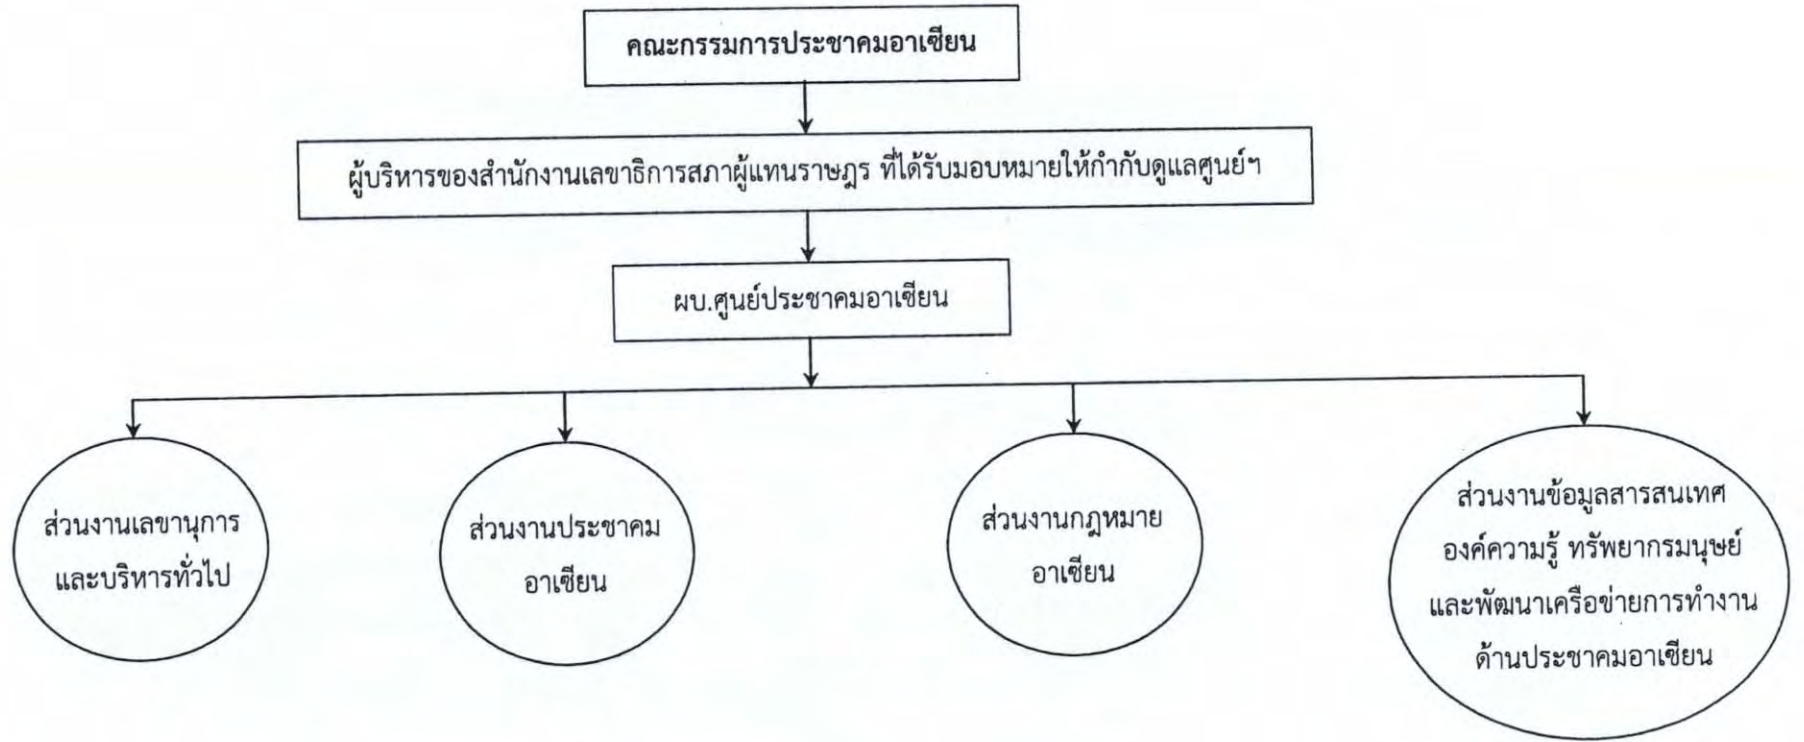 คณะกรรมการประชาคมอาเซียน
ผู้บริหารของสำนักงานเลขาธิการสภาผู้แทนราษฎร ที่ได้รับมอบหมายให้กำกับดูแลศูนย์ฯ
ผบ.ศูนย์ประชาคมอาเซียน
ส่วนงานเลขานุการ
และบริหารทั่วไป
ส่วนงานประชาคม
อาเซียน
ส่วนงานกฎหมาย
อาเซียน
ส่วนงานข้อมูลสารสนเทศ
องค์ความรู้ ทรัพยากรมนุษย์
และพัฒนาเครือข่ายการทำงาน
ด้านประชาคมอาเซียน